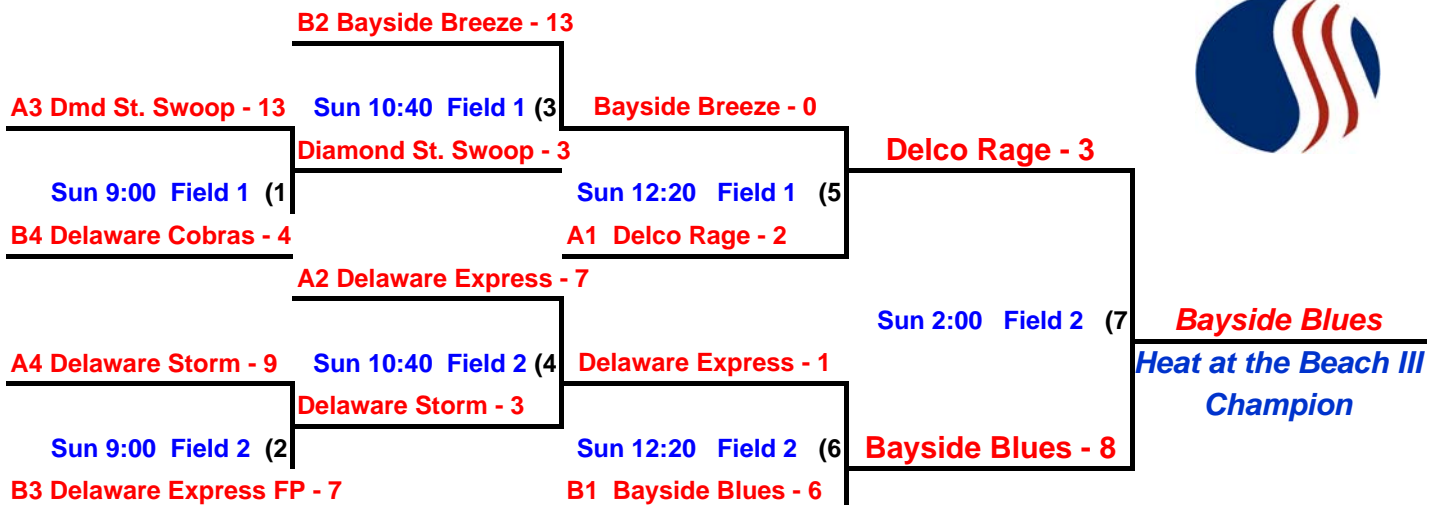 B2 Bayside Breeze - 13
A3 Dmd St. Swoop - 13
Sun 10:40 Field 1 (3
Bayside Breeze - 0
Diamond St. Swoop - 3
Delco Rage - 3
Sun 9:00 Field 1 (1
Sun 12:20 Field 1 (5
B4 Delaware Cobras - 4
A1 Delco Rage - 2
A2 Delaware Express - 7
Sun 2:00 Field 2 (7
Bayside Blues
A4 Delaware Storm - 9
Sun 10:40 Field 2 (4
Delaware Express - 1
Heat at the Beach III
Champion
Delaware Storm - 3
Sun 9:00 Field 2 (2
Sun 12:20 Field 2 (6
Bayside Blues - 8
B3 Delaware Express FP - 7
B1 Bayside Blues - 6